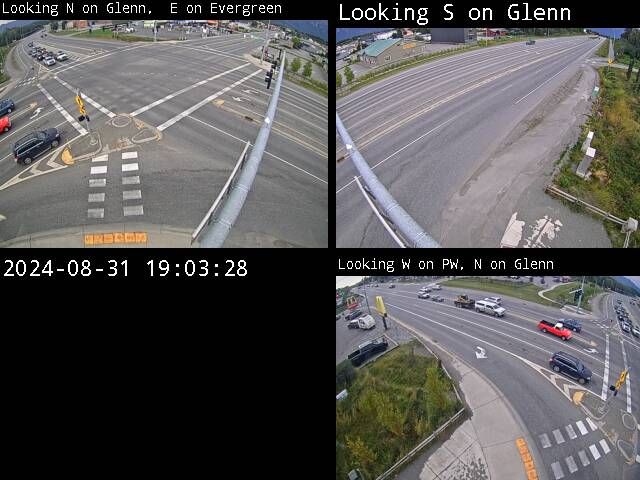 Looking N on Glenn, E on Evergreen
Looking S on Glenn
2024-08-31 19:03:28
Looking W on PW, N on Glenn